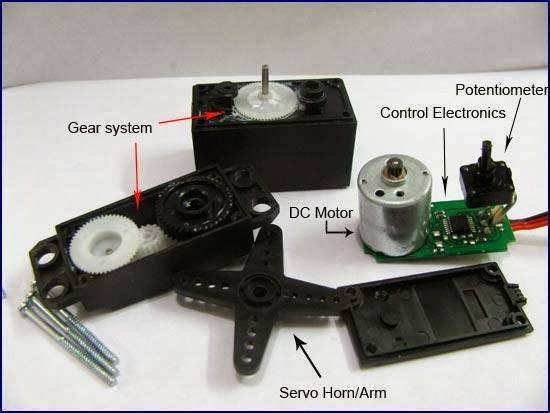 Potentiometer
Control Electronics
Gear system
DC Motor
Servo Horn/Arm